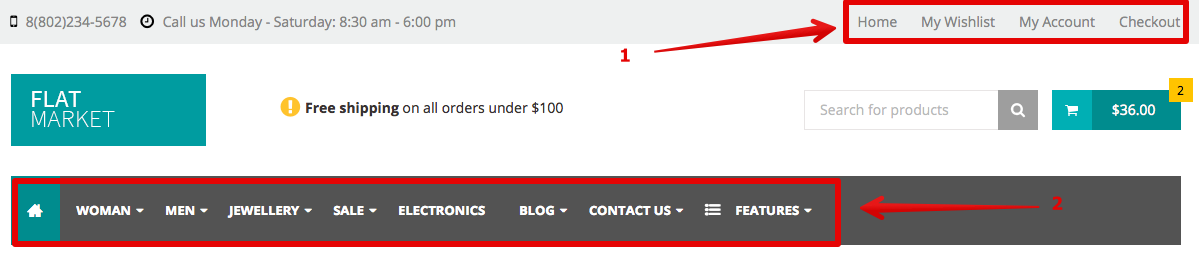 8(802)234-5678 Call us Monday - Saturday: 8:30 am - 6:00 pm Home My Wishlist My Account Checkout
1
FLAT
MARKET
Free shipping on all orders under $100
Search for products
$36.00
2
WOMAN MEN JEWELLERY SALE ELECTRONICS BLOG CONTACT US FEATURES
2